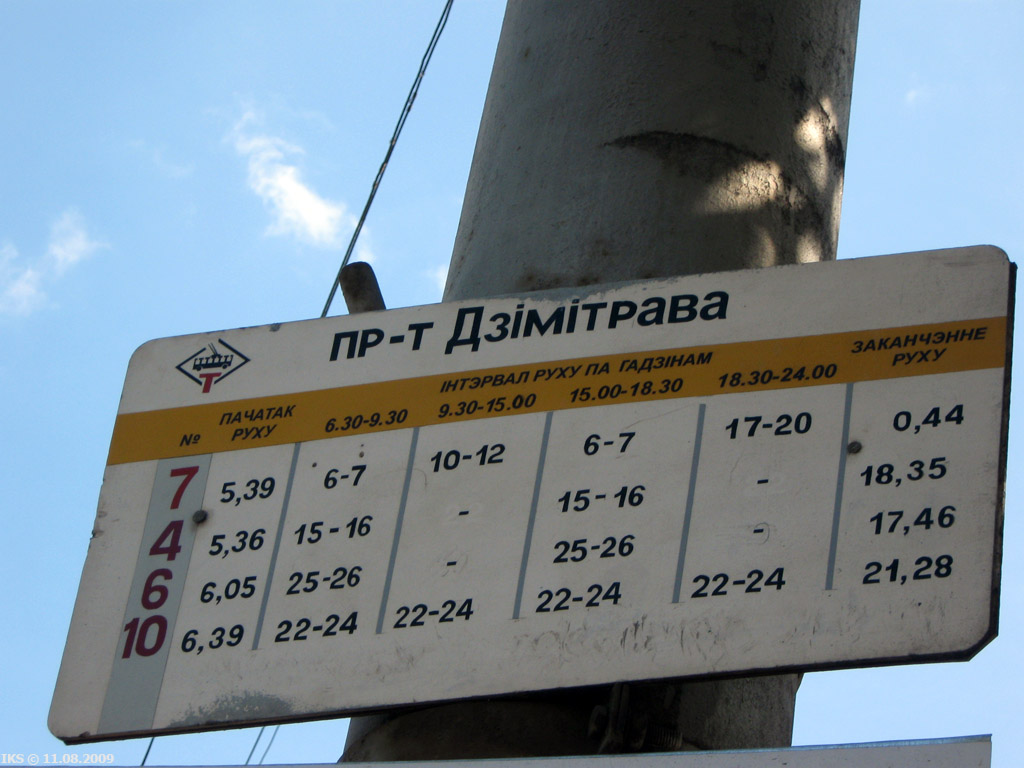 Т
ПР-Т Дзімітрава
№ ПАЧАТАК РУХУ ІНТЭРВАЛ РУХУ ПА ГАДЗІНАМ ЗАКАНЧЭННЕ РУХУ
6.30-9.30 9.30-15.00 15.00-18.30 18.30-24.00
7 5,39 6-7 10-12 6-7 17-20 0,44
4 5,36 15-16 - 15-16 - 18,35
6 6,05 25-26 - 25-26 - 17,46
10 6,39 22-24 22-24 22-24 22-24 21,28
IKS © 11.08.2009